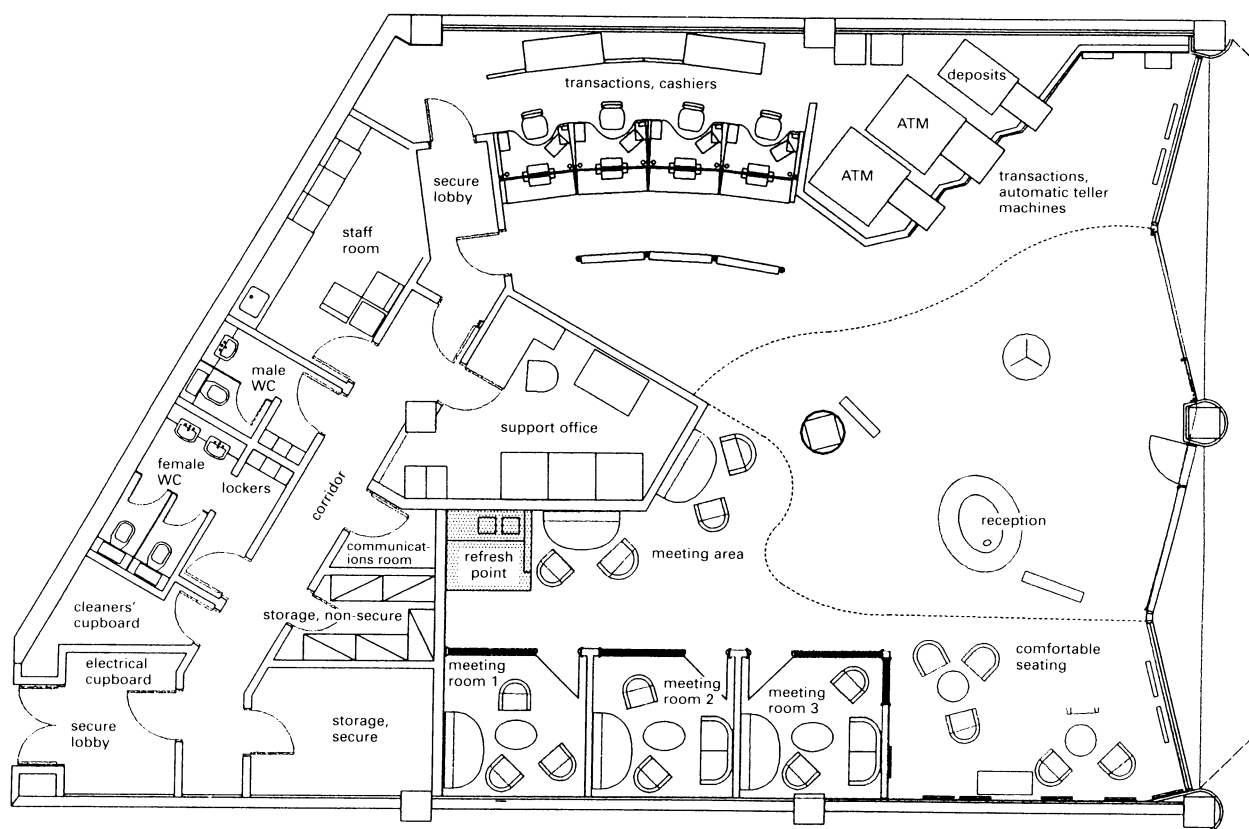 transactions, cashiers
deposits
ATM
ATM
transactions,
automatic teller
machines
secure
lobby
staff
room
male
WC
support office
female
WC
lockers
corridor
reception
communicat-
ions room
refresh
point
meeting area
cleaners'
cupboard
storage, non-secure
electrical
cupboard
meeting
room 1
meeting
room 2
meeting
room 3
comfortable
seating
secure
lobby
storage,
secure